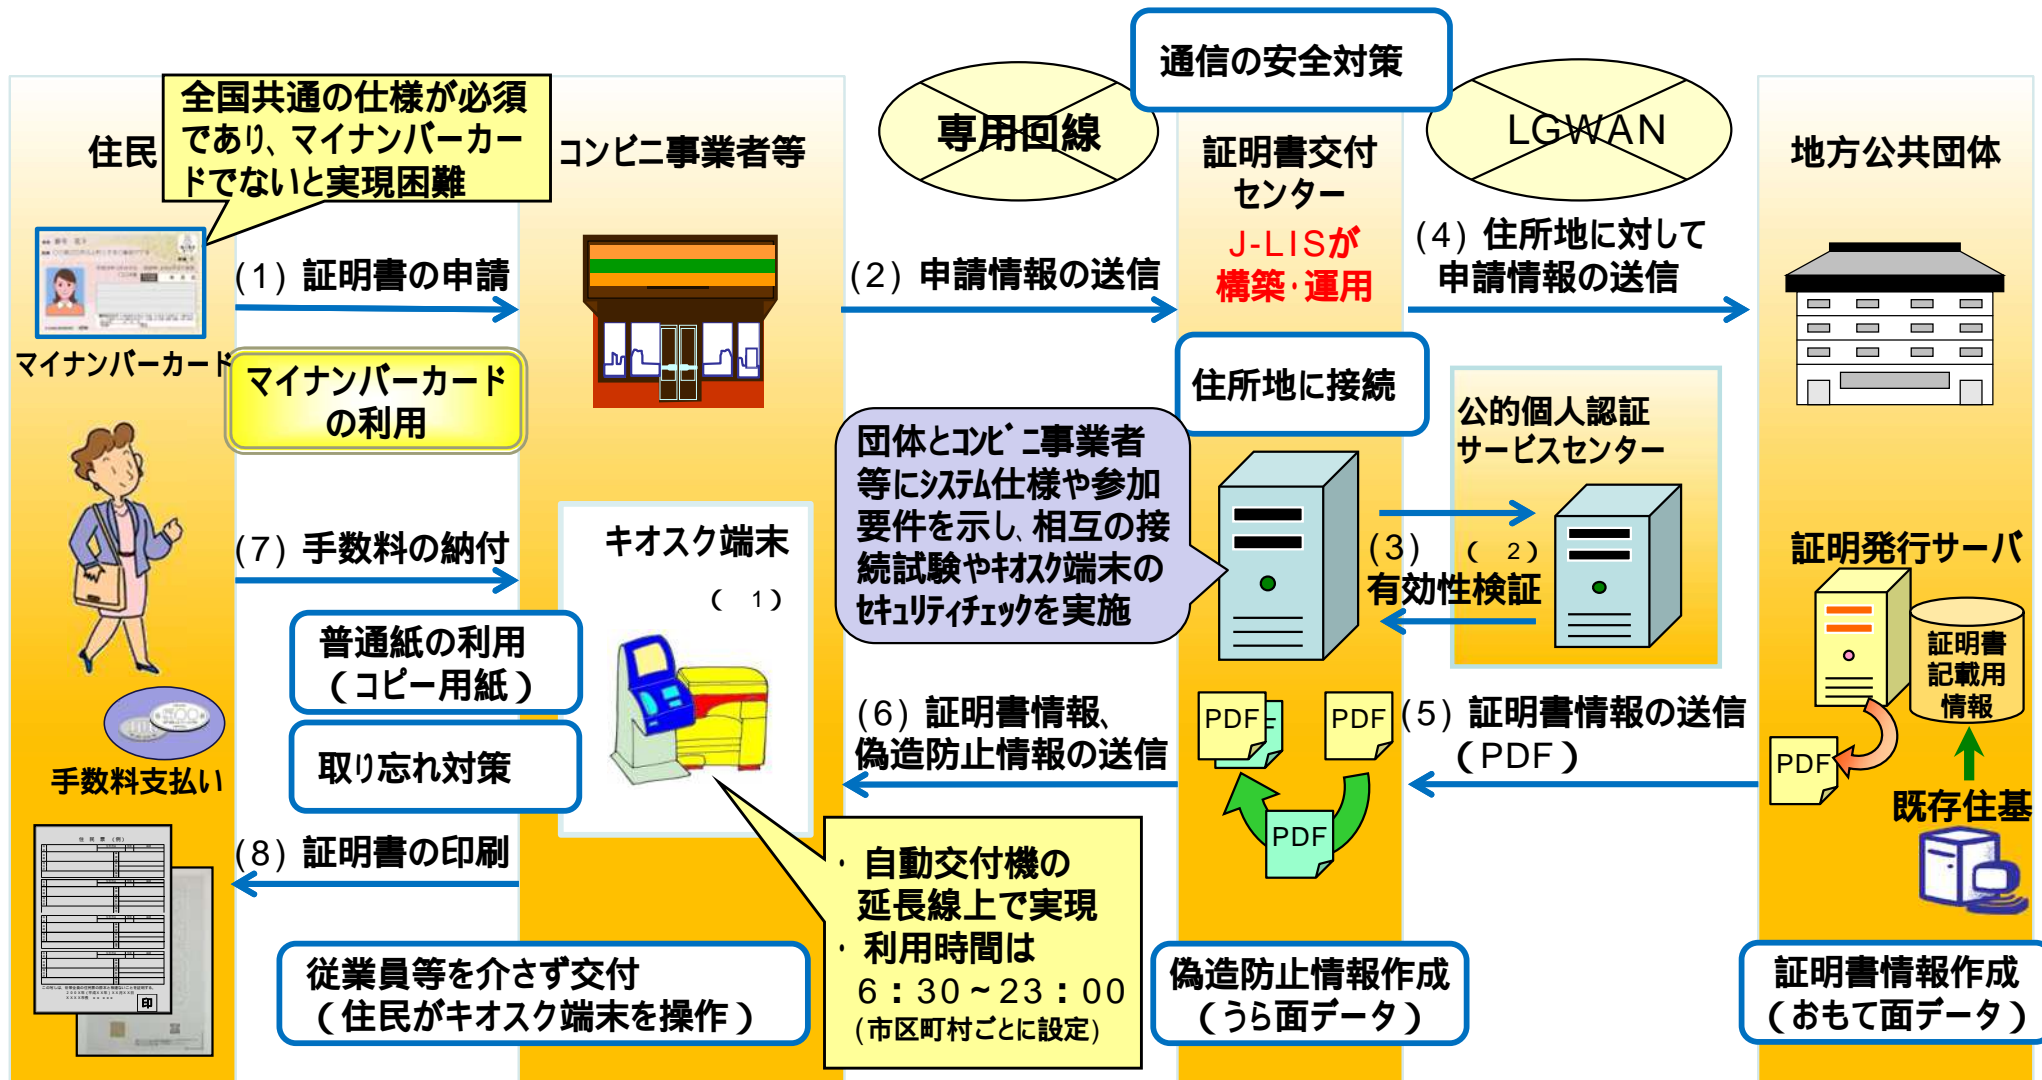 通信の安全対策
全国共通の仕様が必須
であり、マイナンバーカー
ドでないと実現困難
住民
コンビニ事業者等
専用回線
証明書交付
センター
J-LISが
構築・運用
LGWAN
地方公共団体
(1) 証明書の申請
(2) 申請情報の送信
(4) 住所地に対して
申請情報の送信
マイナンバーカード
マイナンバーカード
の利用
住所地に接続
公的個人認証
サービスセンター
団体とコンビニ事業者
等にシステム仕様や参加
要件を示し、相互の接
続試験やキオスク端末の
セキュリティチェックを実施
(3)
( 2)
有効性検証
(7) 手数料の納付
キオスク端末
( 1)
証明発行サーバ
証明書
記載用
情報
普通紙の利用
(コピー用紙)
取り忘れ対策
手数料支払い
(6) 証明書情報、
偽造防止情報の送信
PDF
PDF
PDF
(5) 証明書情報の送信
(PDF)
PDF
既存住基
(8) 証明書の印刷
住 民 票 (例)
印
・ 自動交付機の
延長線上で実現
・ 利用時間は
6:30~23:00
(市区町村ごとに設定)
従業員等を介さず交付
(住民がキオスク端末を操作)
偽造防止情報作成
(うら面データ)
証明書情報作成
(おもて面データ)